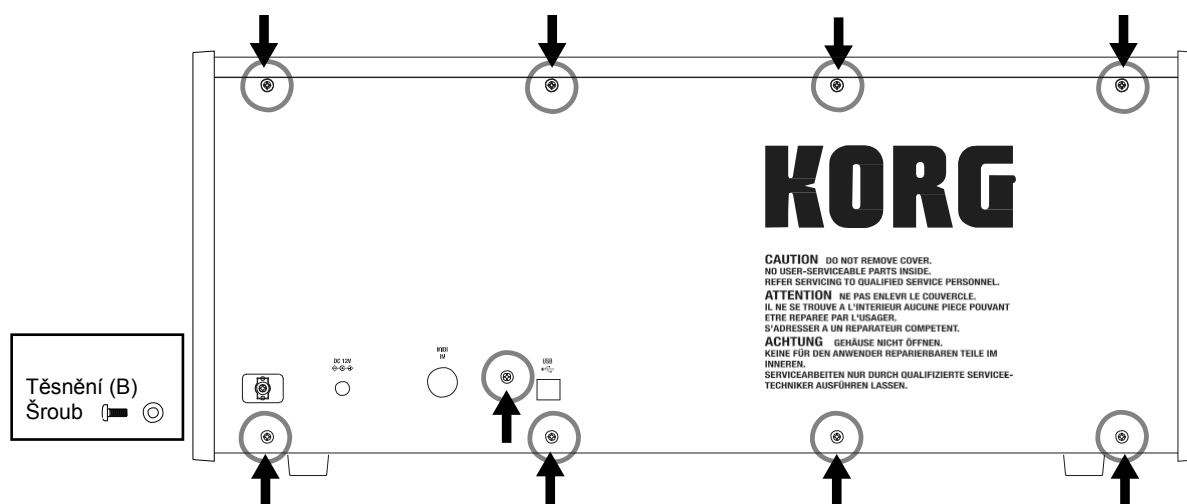 KORG
CAUTION DO NOT REMOVE COVER.
NO USER-SERVICEABLE PARTS INSIDE.
REFER SERVICING TO QUALIFIED SERVICE PERSONNEL.
ATTENTION NE PAS ENLEVR LE COUVERCLE.
IL NE SE TROUVE A L'INTERIEUR AUCUNE PIECE POUVANT
ETRE REPAREE PAR L'USAGER.
S'ADRESSER A UN REPARATEUR COMPETENT.
ACHTUNG GEHÄUSE NICHT ÖFFNEN.
KEINE FÜR DEN ANWENDER REPARIERBAREN TEILE IM
INNEREN.
SERVICEARBEITEN NUR DURCH QUALIFIZIERTE SERVICEE-
TECHNIKER AUSFÜHREN LASSEN.
DC 12V
MIDI
IN
USB
Těsnění (B)
Šroub